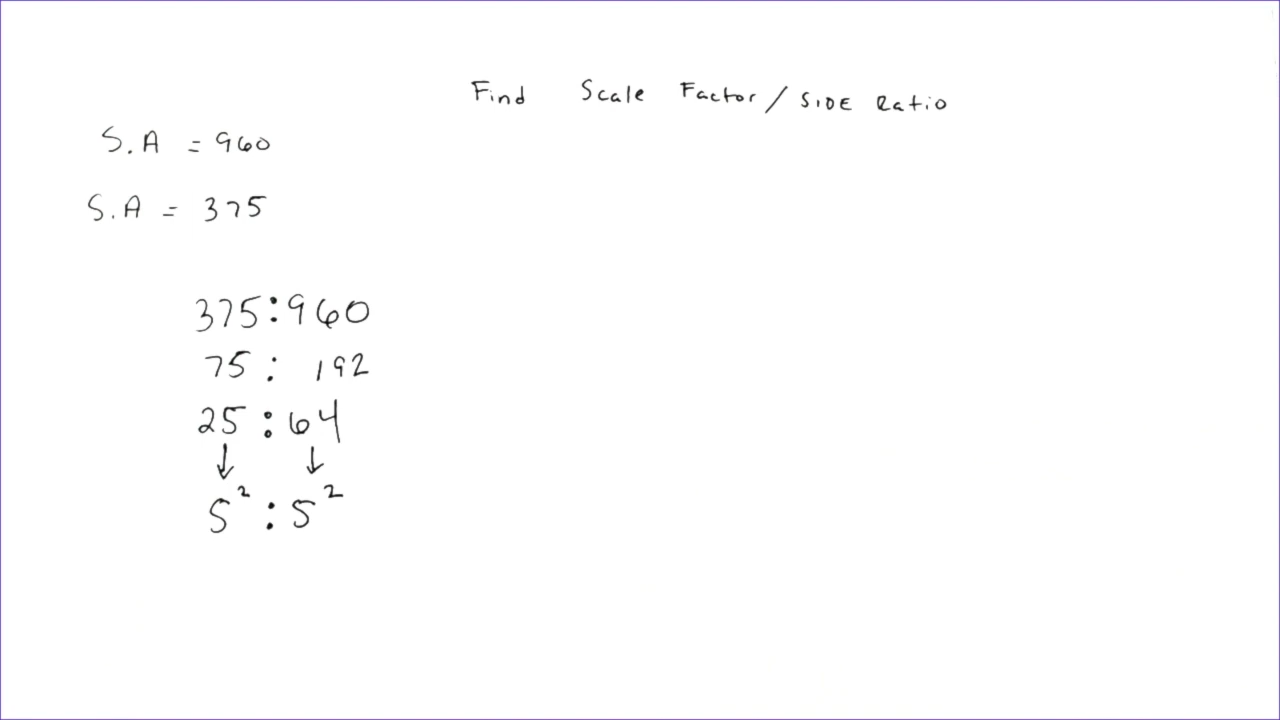 Find Scale Factor / SIDE Ratio
S.A = 960
S.A = 375
375:960
75 : 192
25 : 64
↓ ↓
5² : 5²